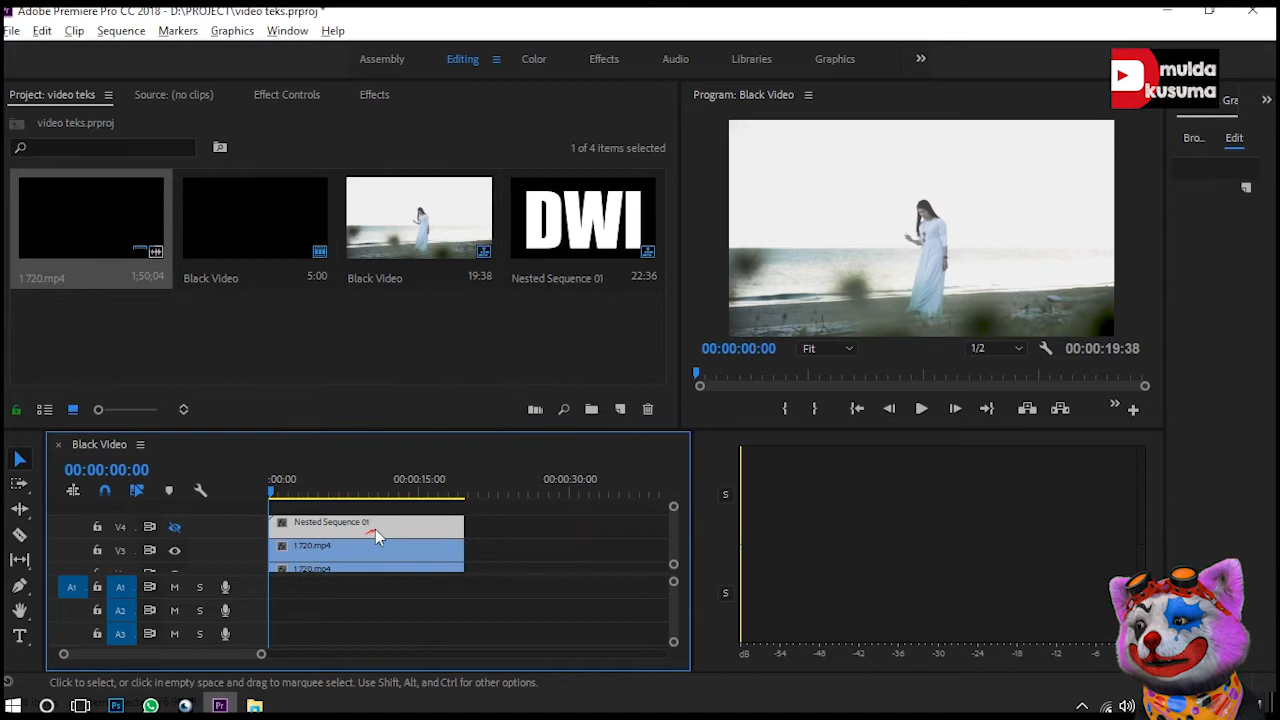 Adobe Premiere Pro CC 2018 - D:\PROJECT\video teks.prproj *
File Edit Clip Sequence Markers Graphics Window Help
Assembly Editing Color Effects Audio Libraries Graphics
mulda
kusuma
Project: video teks Source: (no clips) Effect Controls Effects
Program: Black Video
Gra
video teks.prproj
Bro... Edit
1 of 4 items selected
DWI
1 720.mp4 1;50;04 Black Video 5:00 Black Video 19:38 Nested Sequence 01 22:36
00:00:00:00 Fit 1/2 00:00:19:38
Black Video
00:00:00:00
:00:00 00:00:15:00 00:00:30:00
V4 Nested Sequence 01
V3 1 720.mp4
1 720.mp4
A1 A1 M S
A2 M S
A3 M S
S
S
dB -54 -48 -42 -36 -30 -24 -18 -12 -6
Click to select, or click in empty space and drag to marquee select. Use Shift, Alt, and Ctrl for other options.
Ps Pr